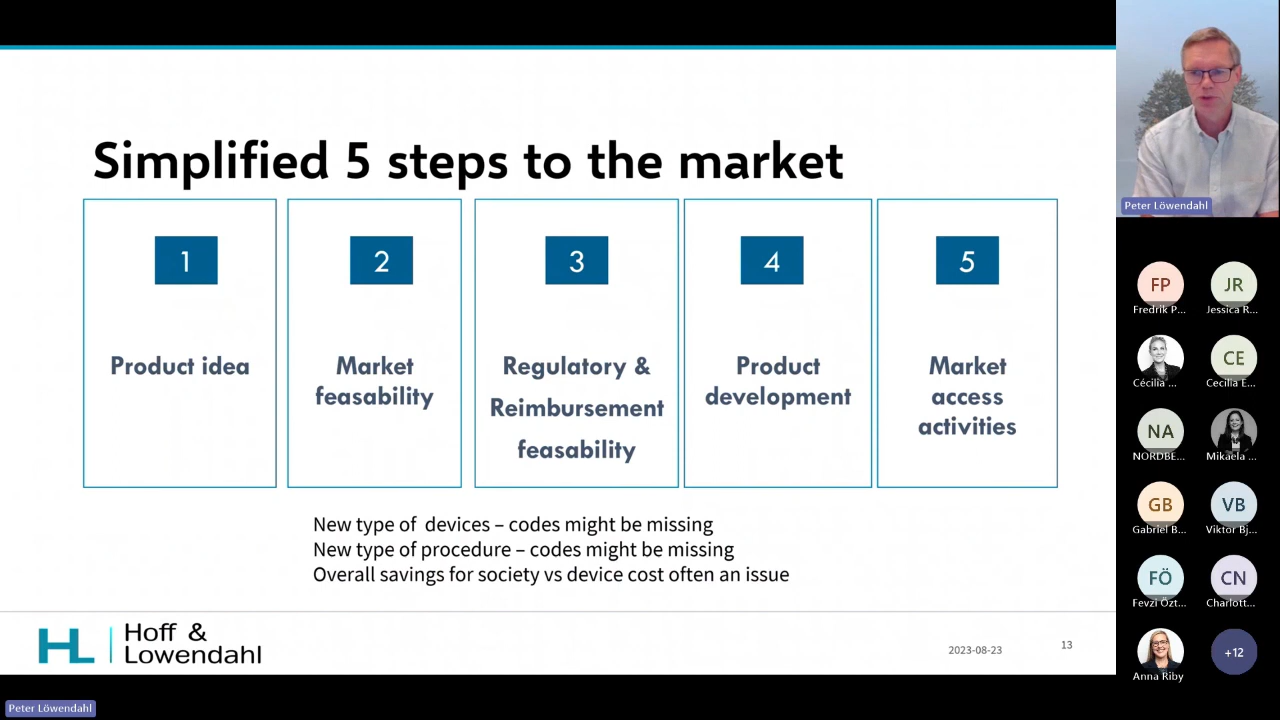 Simplified 5 steps to the market
1
Product idea
2
Market
feasability
3
Regulatory &
Reimbursement
feasability
4
Product
development
5
Market
access
activities
New type of devices – codes might be missing
New type of procedure – codes might be missing
Overall savings for society vs device cost often an issue
HL
Hoff &
Lowendahl
2023-08-23
13
Peter Löwendahl
FP
Fredrik P...
JR
Jessica R...
Cécilia ...
CE
Cecilia E...
NA
NORDBE...
Mikaela ...
GB
Gabriel B...
VB
Viktor Bj...
FÖ
Fevzi Özt...
CN
Charlott...
Anna Riby
+12
Peter Löwendahl